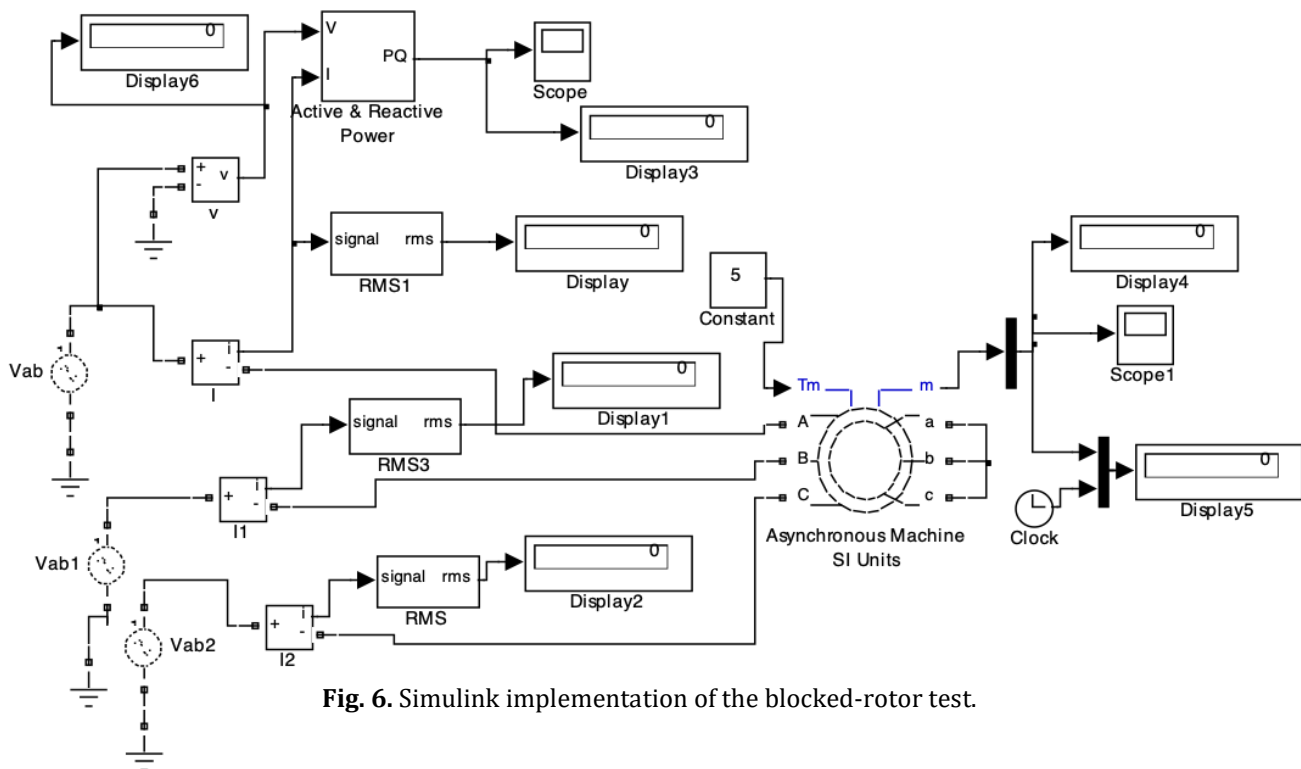 0
Display6
V
I
PQ
Active & Reactive
Power
Scope
0
Display3
+
-
v
v
signal rms
RMS1
0
Display
5
Constant
0
Display4
Scope1
Vab
+
i
-
I
0
Display1
signal rms
RMS3
Tm
m
A
B
C
a
b
c
Asynchronous Machine
SI Units
0
Display5
Clock
+
i
-
I1
Vab1
signal rms
RMS
0
Display2
Vab2
+
i
-
I2
Fig. 6. Simulink implementation of the blocked-rotor test.